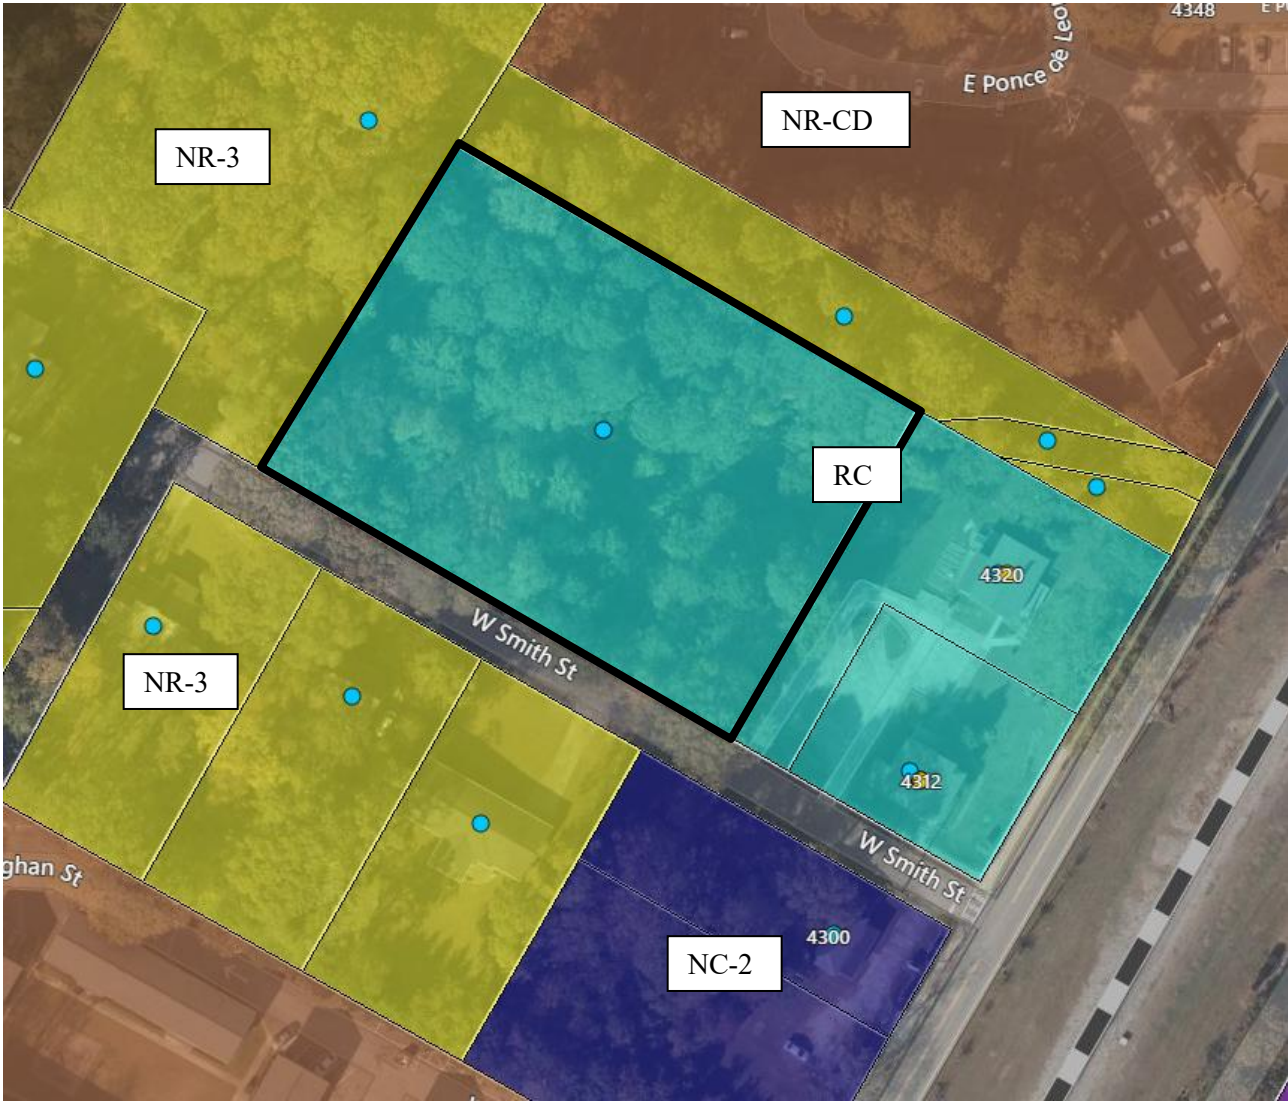 4348
E P
E Ponce de Leon
NR-CD
NR-3
RC
4320
W Smith St
NR-3
4312
W Smith St
ghan St
4300
NC-2